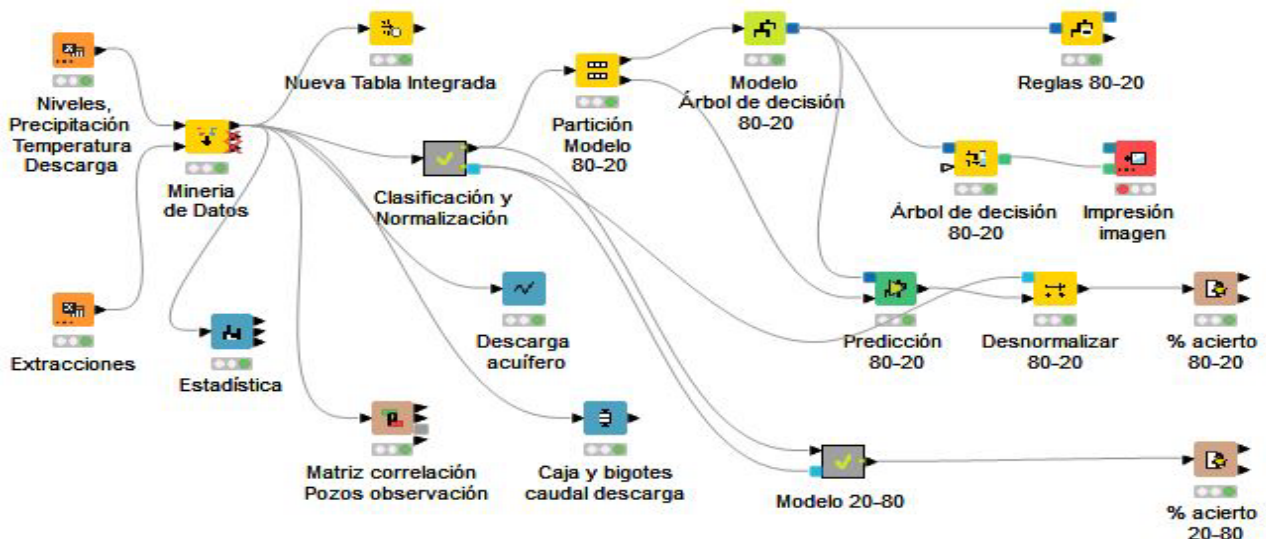 Nueva Tabla Integrada
Niveles,
Precipitación
Temperatura
Descarga
Mineria
de Datos
Extracciones
Estadística
Clasificación y
Normalización
Partición
Modelo
80-20
Modelo
Árbol de decisión
80-20
Reglas 80-20
Árbol de decisión
80-20
Impresión
imagen
Descarga
acuífero
Predicción
80-20
Desnormalizar
80-20
% acierto
80-20
Matriz correlación
Pozos observación
Caja y bigotes
caudal descarga
Modelo 20-80
% acierto
20-80